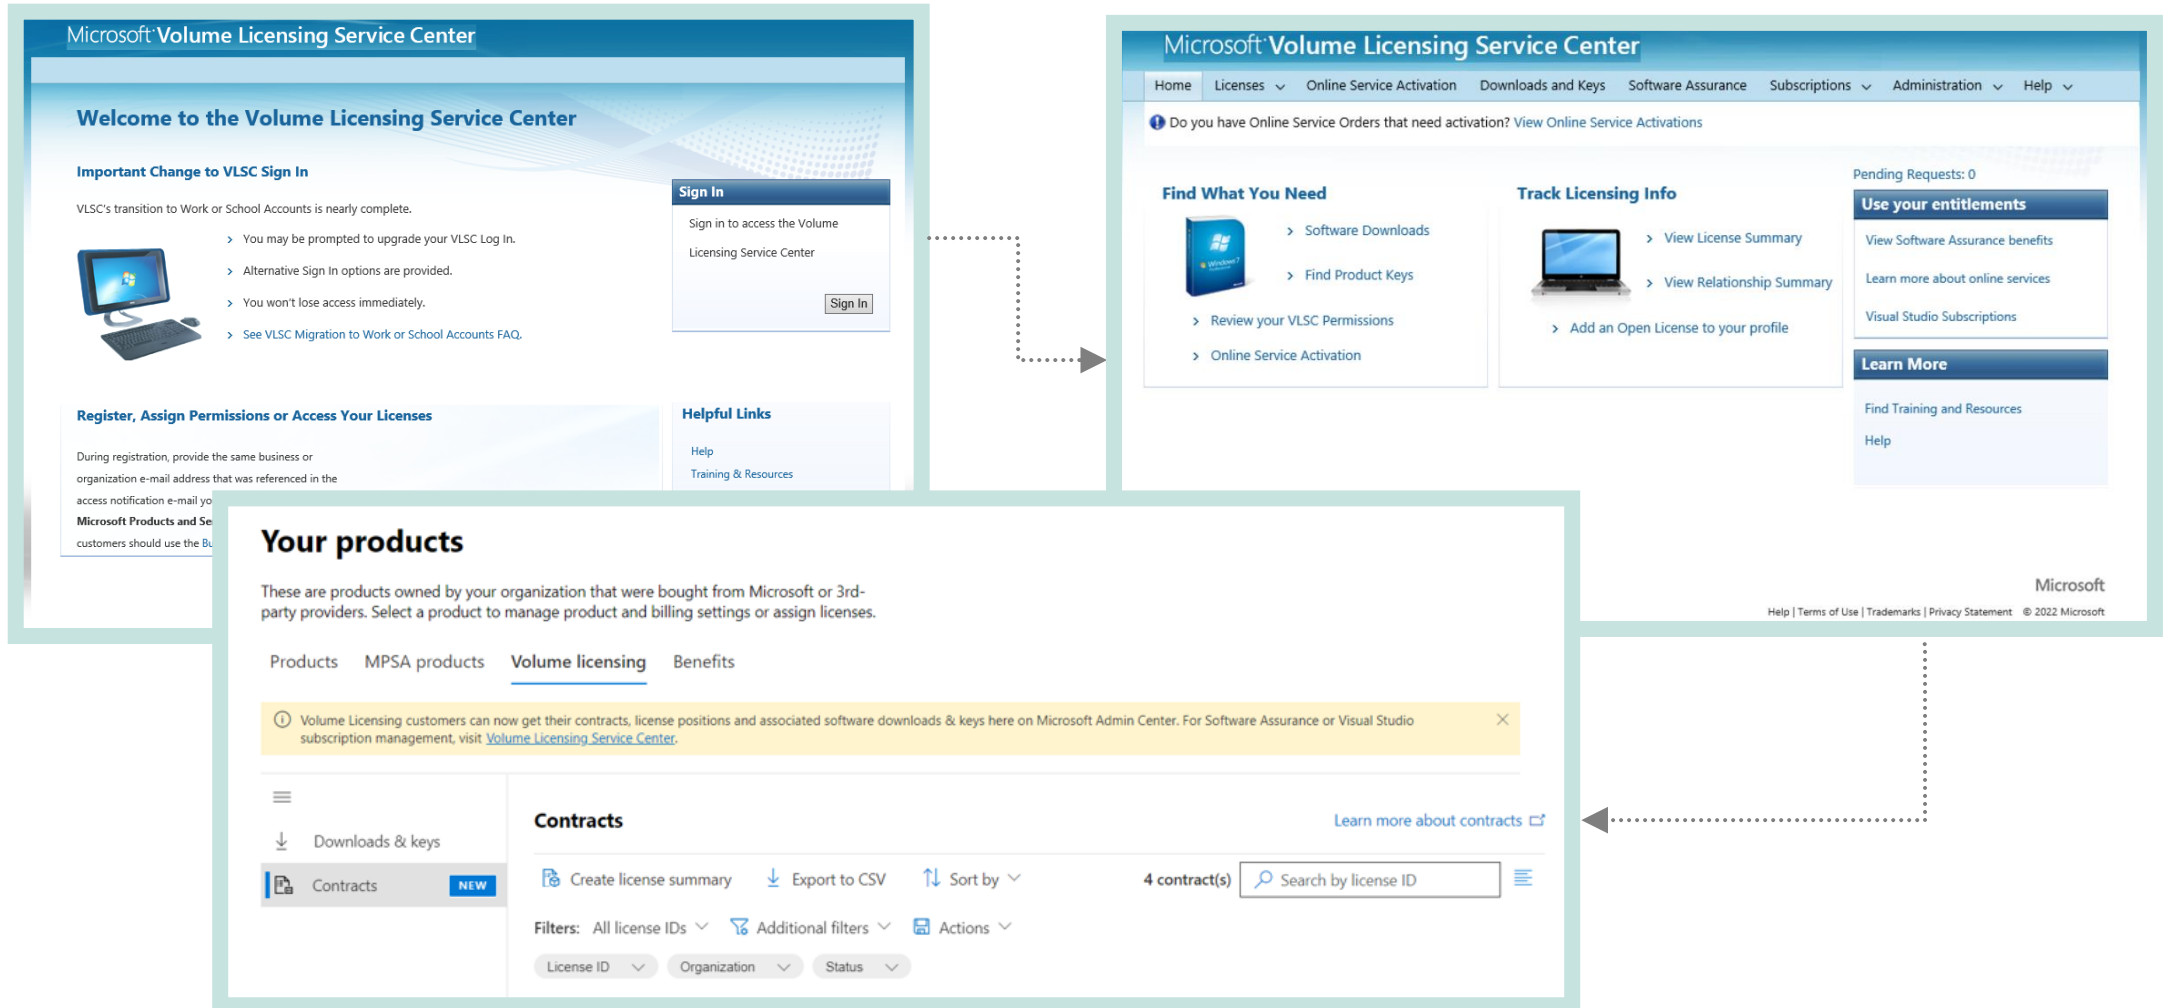 Microsoft Volume Licensing Service Center
Welcome to the Volume Licensing Service Center
Important Change to VLSC Sign In
VLSC's transition to Work or School Accounts is nearly complete.
You may be prompted to upgrade your VLSC Log In.
Alternative Sign In options are provided.
You won't lose access immediately.
See VLSC Migration to Work or School Accounts FAQ.
Sign In
Sign in to access the Volume
Licensing Service Center
Sign In
Register, Assign Permissions or Access Your Licenses
During registration, provide the same business or
organization e-mail address that was referenced in the
access notification e-mail yo
Microsoft Products and Se
customers should use the Bu
Helpful Links
Help
Training & Resources
Microsoft Volume Licensing Service Center
Home Licenses Online Service Activation Downloads and Keys Software Assurance Subscriptions Administration Help
Do you have Online Service Orders that need activation? View Online Service Activations
Find What You Need
Windows 7
Software Downloads
Find Product Keys
Review your VLSC Permissions
Online Service Activation
Track Licensing Info
View License Summary
View Relationship Summary
Add an Open License to your profile
Pending Requests: 0
Use your entitlements
View Software Assurance benefits
Learn more about online services
Visual Studio Subscriptions
Learn More
Find Training and Resources
Help
Microsoft
Help | Terms of Use | Trademarks | Privacy Statement © 2022 Microsoft
Your products
These are products owned by your organization that were bought from Microsoft or 3rd-
party providers. Select a product to manage product and billing settings or assign licenses.
Products MPSA products Volume licensing Benefits
Volume Licensing customers can now get their contracts, license positions and associated software downloads & keys here on Microsoft Admin Center. For Software Assurance or Visual Studio
subscription management, visit Volume Licensing Service Center.
Downloads & keys
Contracts NEW
Contracts
Learn more about contracts
Create license summary Export to CSV Sort by 4 contract(s) Search by license ID
Filters: All license IDs Additional filters Actions
License ID Organization Status